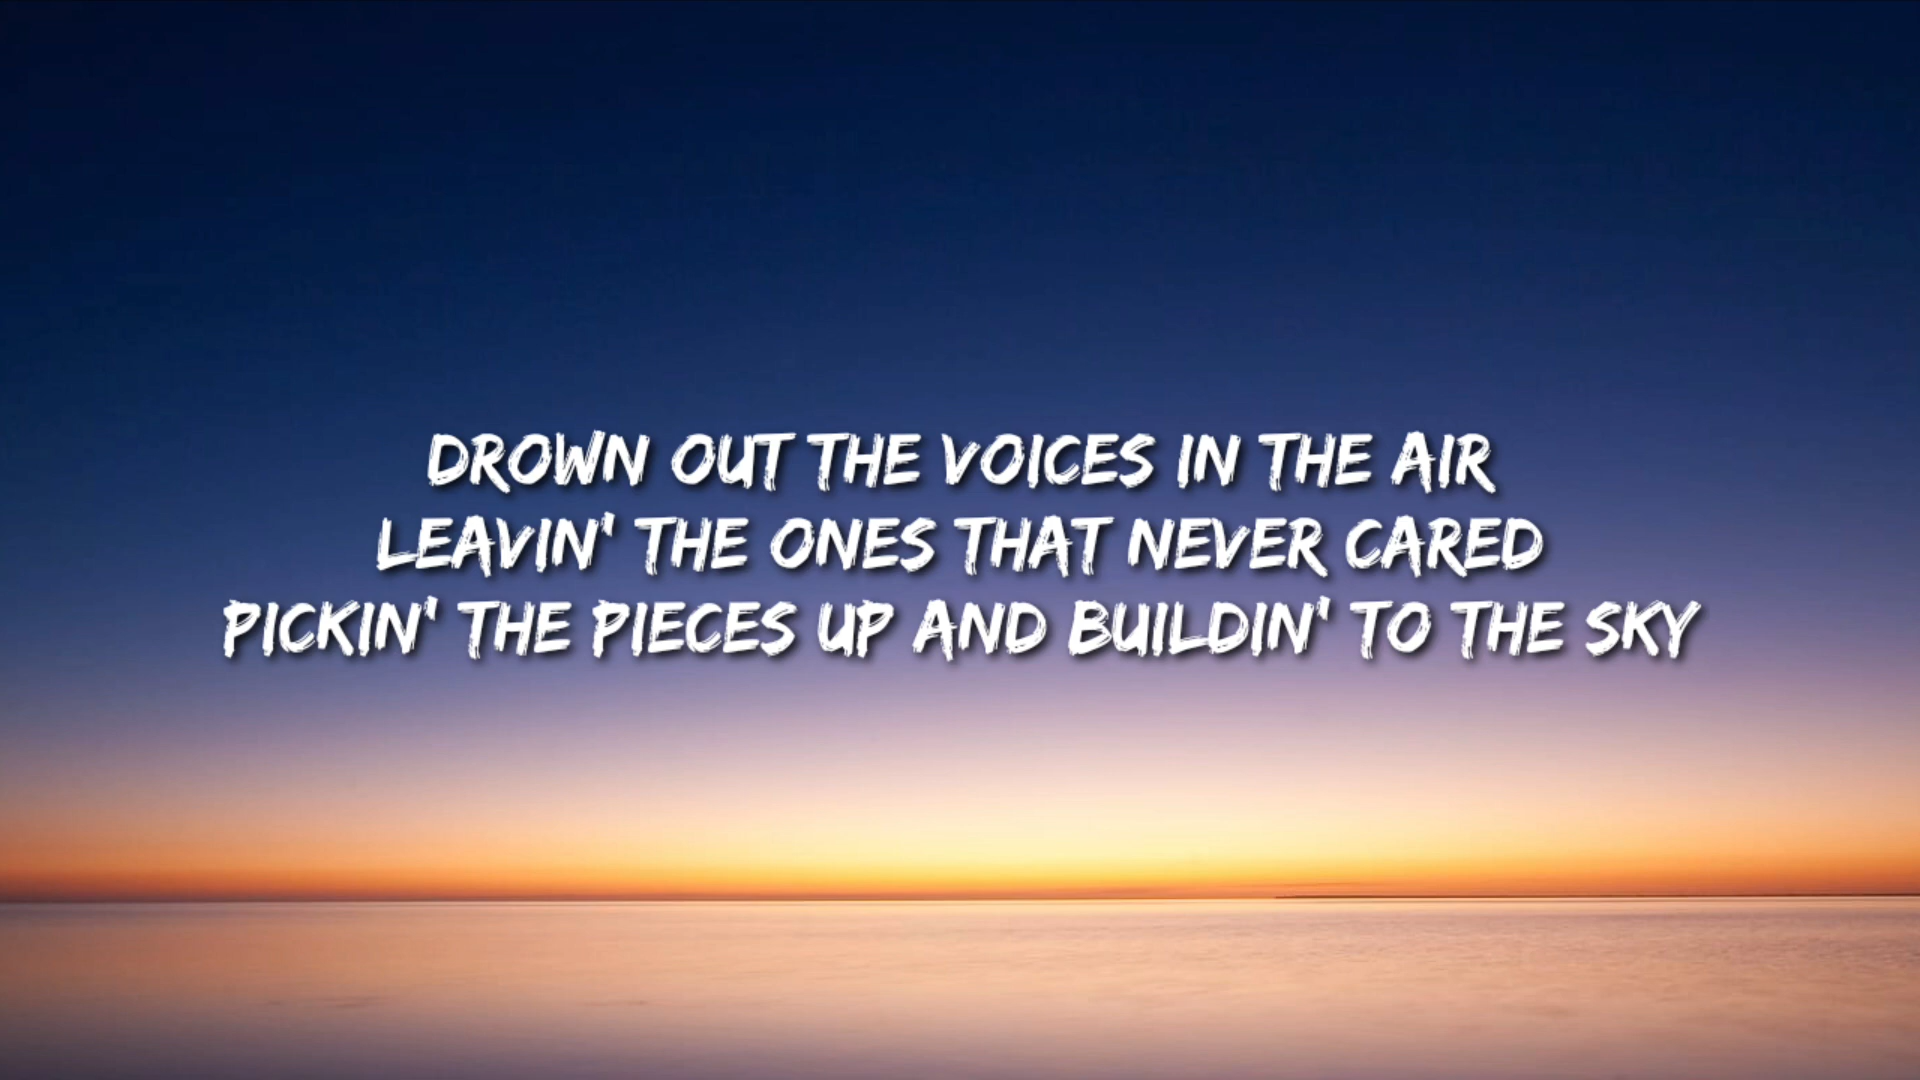 DROWN OUT THE VOICES IN THE AIR
LEAVIN' THE ONES THAT NEVER CARED
PICKIN' THE PIECES UP AND BUILDIN' TO THE SKY